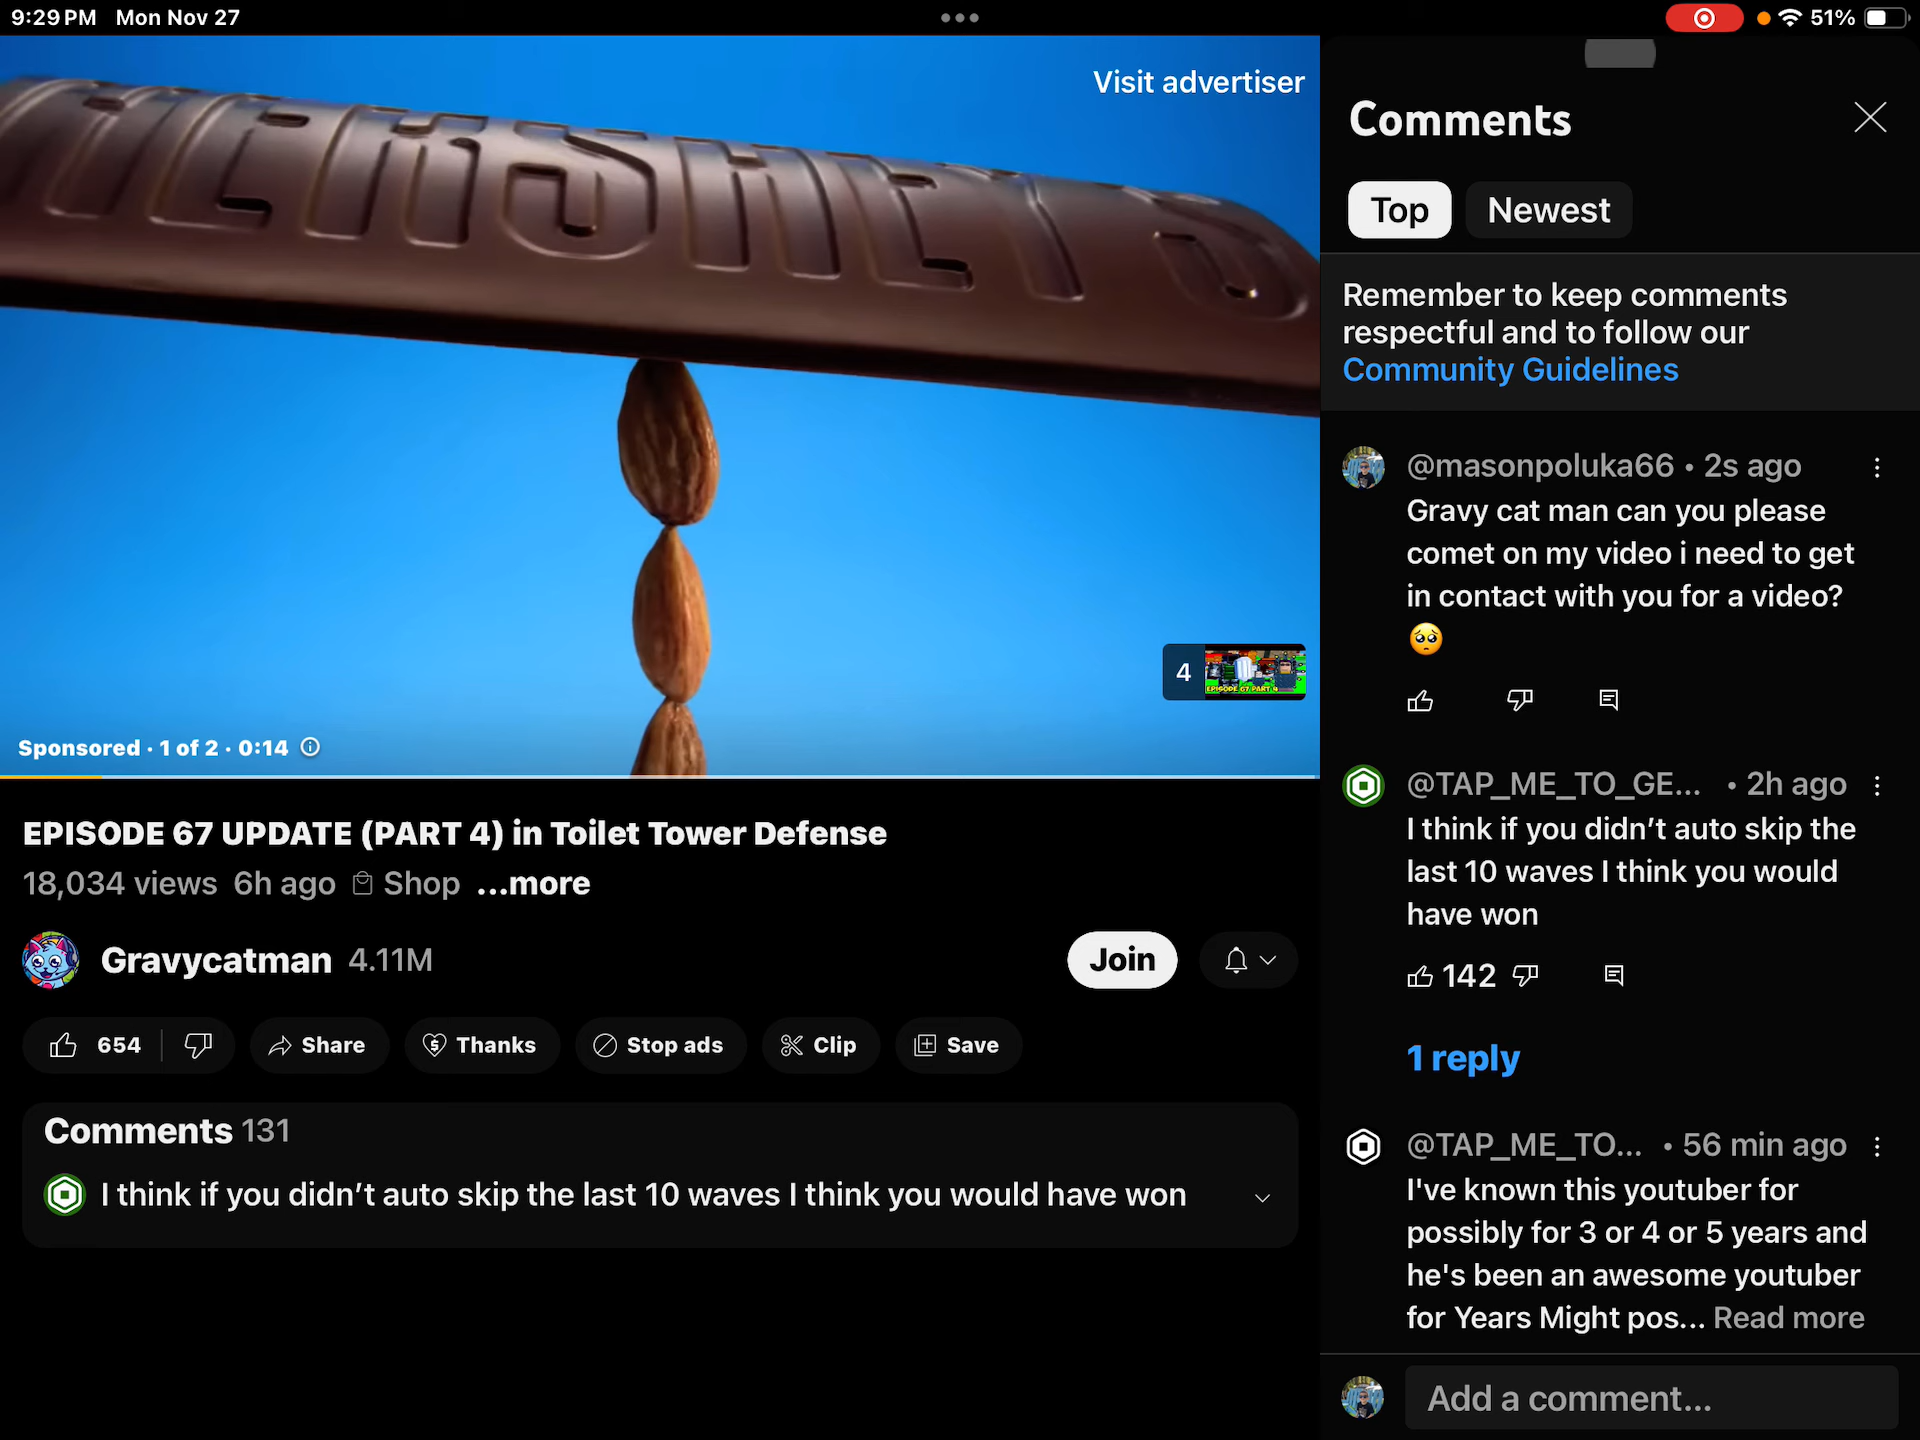 9:29 PM Mon Nov 27
51%
HERSHEY'S
Visit advertiser
4
EPISODE 67 PART 4
Sponsored · 1 of 2 · 0:14
EPISODE 67 UPDATE (PART 4) in Toilet Tower Defense
18,034 views 6h ago Shop ...more
Gravycatman 4.11M
Join
654
Share
Thanks
Stop ads
Clip
Save
Comments 131
I think if you didn't auto skip the last 10 waves I think you would have won
Comments
Top
Newest
Remember to keep comments
respectful and to follow our
Community Guidelines
@masonpoluka66 • 2s ago
Gravy cat man can you please
comet on my video i need to get
in contact with you for a video?
🥺
@TAP_ME_TO_GE... • 2h ago
I think if you didn't auto skip the
last 10 waves I think you would
have won
142
1 reply
@TAP_ME_TO... • 56 min ago
I've known this youtuber for
possibly for 3 or 4 or 5 years and
he's been an awesome youtuber
for Years Might pos... Read more
Add a comment...